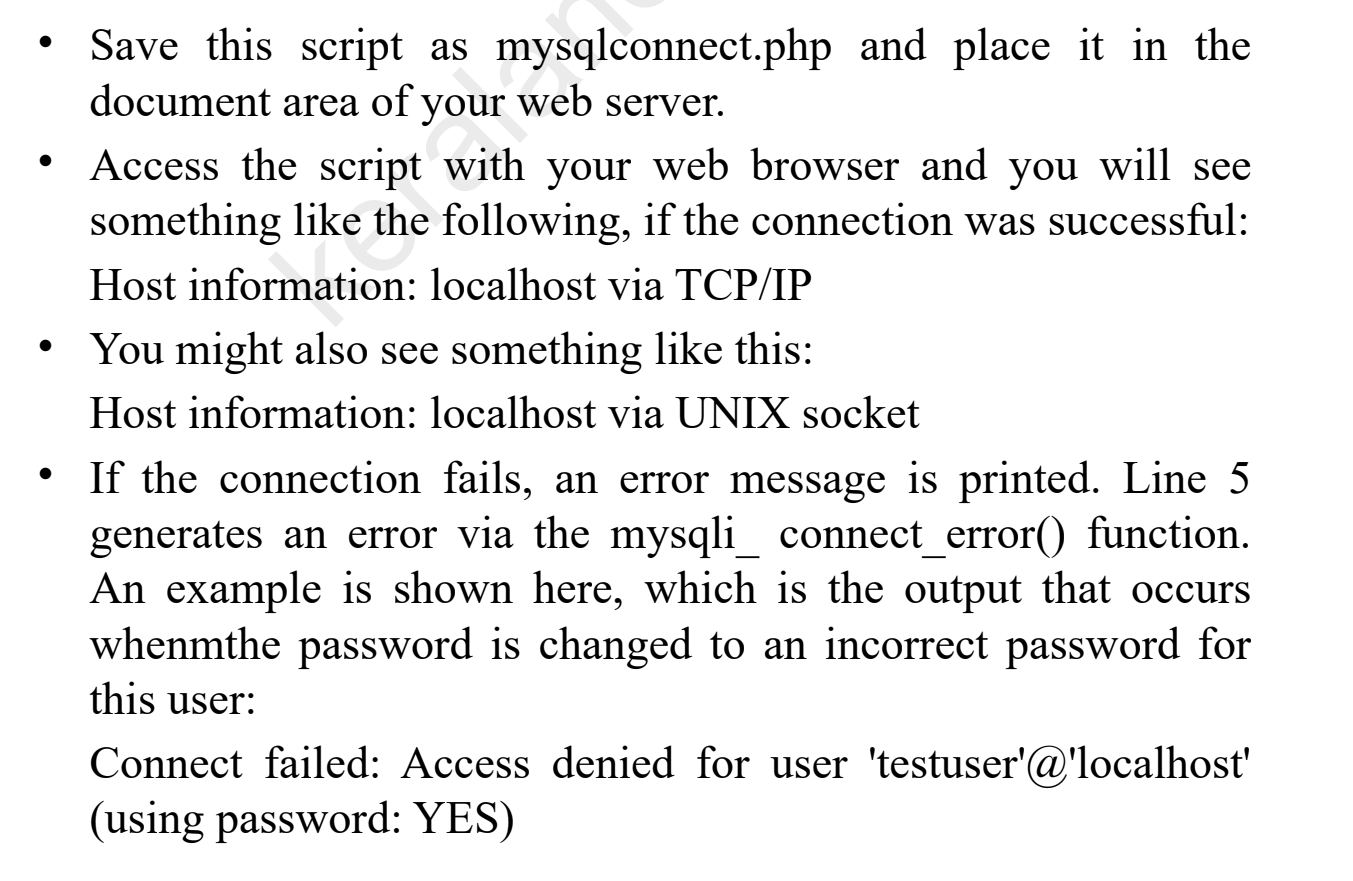 • Save this script as mysqlconnect.php and place it in the
document area of your web server.
• Access the script with your web browser and you will see
something like the following, if the connection was successful:
Host information: localhost via TCP/IP
• You might also see something like this:
Host information: localhost via UNIX socket
• If the connection fails, an error message is printed. Line 5
generates an error via the mysqli_ connect_error() function.
An example is shown here, which is the output that occurs
whenmthe password is changed to an incorrect password for
this user:
Connect failed: Access denied for user 'testuser'@'localhost'
(using password: YES)